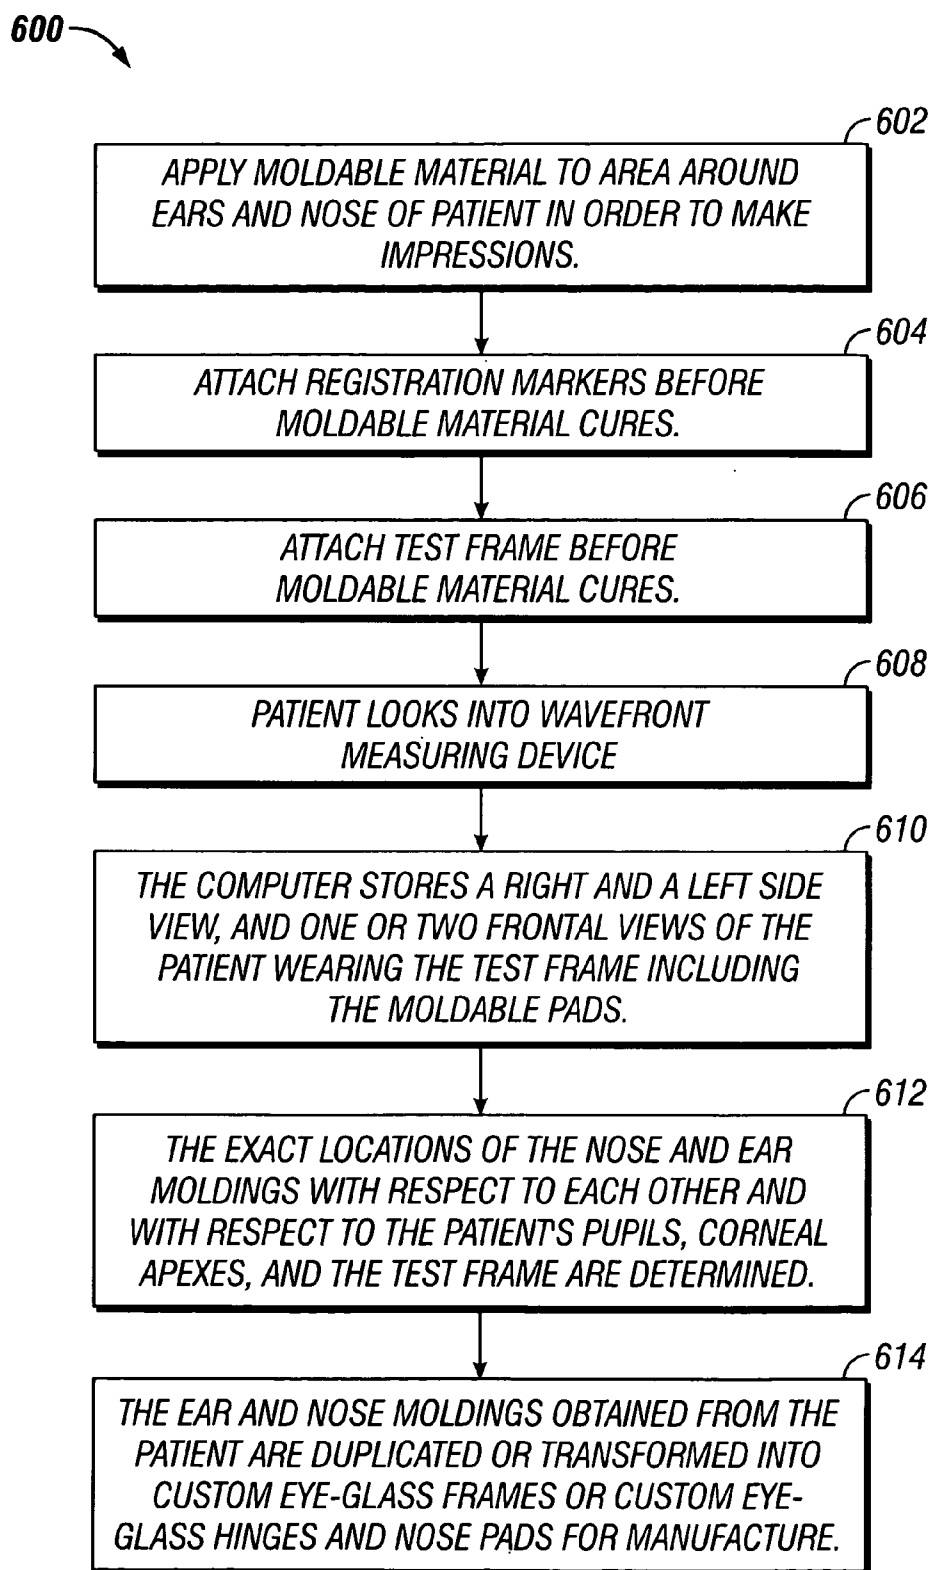 600
602
APPLY MOLDABLE MATERIAL TO AREA AROUND
EARS AND NOSE OF PATIENT IN ORDER TO MAKE
IMPRESSIONS.
604
ATTACH REGISTRATION MARKERS BEFORE
MOLDABLE MATERIAL CURES.
606
ATTACH TEST FRAME BEFORE
MOLDABLE MATERIAL CURES.
608
PATIENT LOOKS INTO WAVEFRONT
MEASURING DEVICE
610
THE COMPUTER STORES A RIGHT AND A LEFT SIDE
VIEW, AND ONE OR TWO FRONTAL VIEWS OF THE
PATIENT WEARING THE TEST FRAME INCLUDING
THE MOLDABLE PADS.
612
THE EXACT LOCATIONS OF THE NOSE AND EAR
MOLDINGS WITH RESPECT TO EACH OTHER AND
WITH RESPECT TO THE PATIENT'S PUPILS, CORNEAL
APEXES, AND THE TEST FRAME ARE DETERMINED.
614
THE EAR AND NOSE MOLDINGS OBTAINED FROM THE
PATIENT ARE DUPLICATED OR TRANSFORMED INTO
CUSTOM EYE-GLASS FRAMES OR CUSTOM EYE-
GLASS HINGES AND NOSE PADS FOR MANUFACTURE.